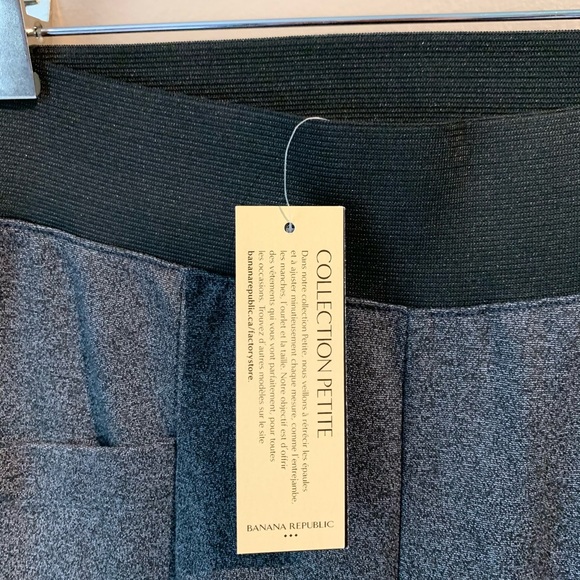 COLLECTION PETITE
Dans notre collection Petite, nous veillons à rétrécir les épaules
et à ajuster minutieusement chaque mesure, comme l'entrejambe,
les manches, l'ourlet et la taille. Notre objectif est d'offrir
des vêtements qui vous vont parfaitement, pour toutes
les occasions. Trouvez d'autres modèles sur le site
bananarepublic.ca/factorystore.
BANANA REPUBLIC